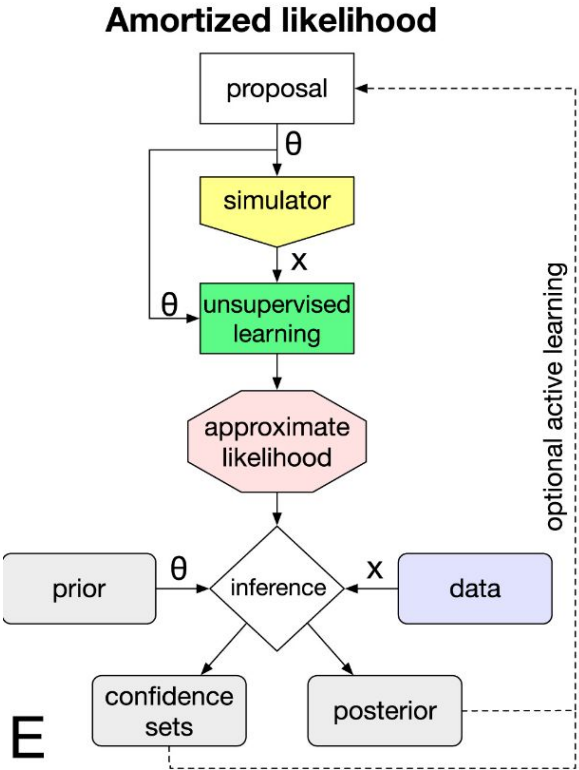 Amortized likelihood
proposal
θ
simulator
x
θ
unsupervised
learning
approximate
likelihood
optional active learning
prior
θ
inference
x
data
confidence
sets
posterior
E